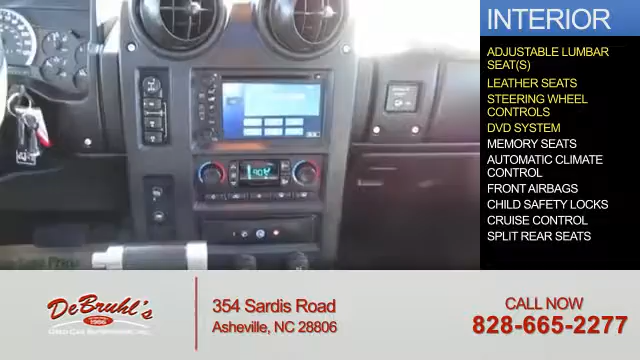 INTERIOR
ADJUSTABLE LUMBAR
SEAT(S)
LEATHER SEATS
STEERING WHEEL
CONTROLS
DVD SYSTEM
MEMORY SEATS
AUTOMATIC CLIMATE
CONTROL
FRONT AIRBAGS
CHILD SAFETY LOCKS
CRUISE CONTROL
SPLIT REAR SEATS
DeBruhl's
1986
354 Sardis Road
Asheville, NC 28806
CALL NOW
828-665-2277